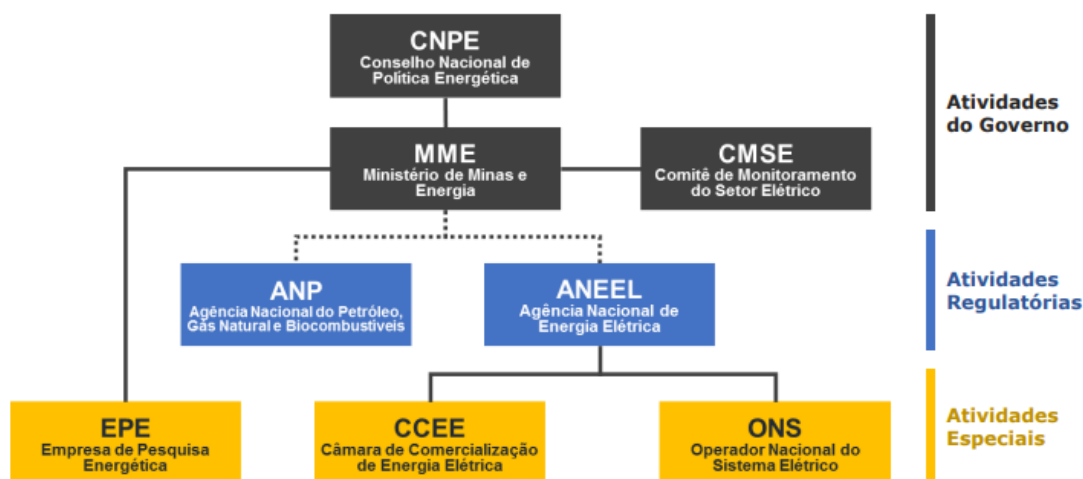 CNPE
Conselho Nacional de
Política Energética
Atividades
do Governo
MME
Ministério de Minas e
Energia
CMSE
Comitê de Monitoramento
do Setor Elétrico
ANP
Agência Nacional do Petróleo,
Gás Natural e Biocombustíveis
ANEEL
Agência Nacional de
Energia Elétrica
Atividades
Regulatórias
EPE
Empresa de Pesquisa
Energética
CCEE
Câmara de Comercialização
de Energia Elétrica
ONS
Operador Nacional do
Sistema Elétrico
Atividades
Especiais